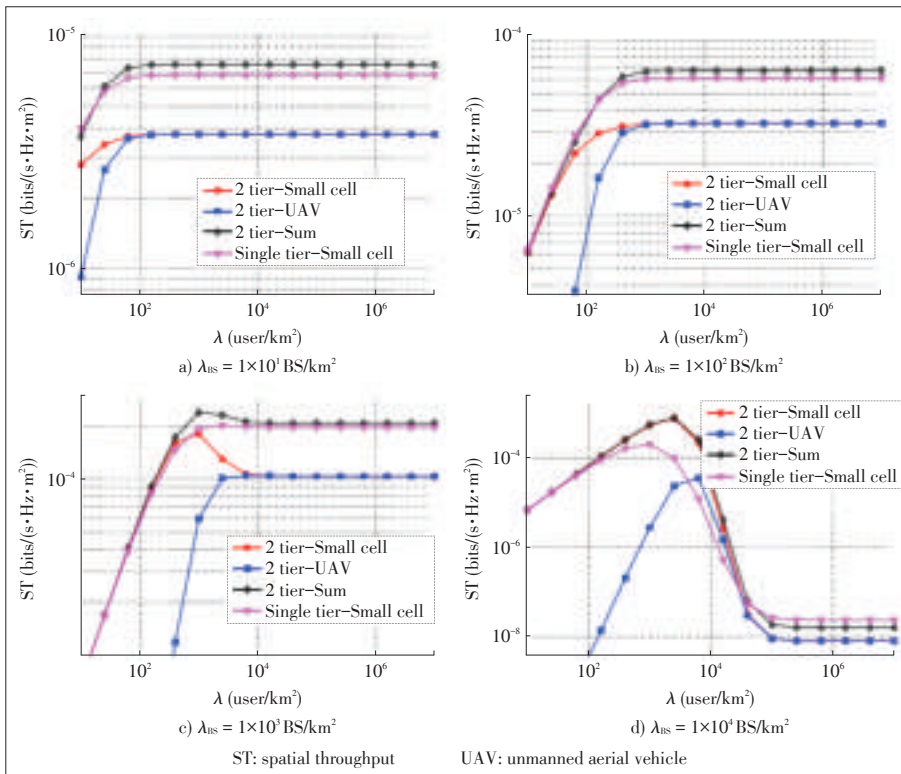 10⁻⁵
10⁻⁶
ST (bits/(s·Hz·m²))
2 tier-Small cell
2 tier-UAV
2 tier-Sum
Single tier-Small cell
10² 10⁴ 10⁶
λ (user/km²)
a) λBS = 1×10¹ BS/km²
10⁻⁴
10⁻⁵
ST (bits/(s·Hz·m²))
2 tier-Small cell
2 tier-UAV
2 tier-Sum
Single tier-Small cell
10² 10⁴ 10⁶
λ (user/km²)
b) λBS = 1×10² BS/km²
10⁻⁴
ST (bits/(s·Hz·m²))
2 tier-Small cell
2 tier-UAV
2 tier-Sum
Single tier-Small cell
10² 10⁴ 10⁶
λ (user/km²)
c) λBS = 1×10³ BS/km²
10⁻⁴
10⁻⁶
10⁻⁸
ST (bits/(s·Hz·m²))
2 tier-Small cell
2 tier-UAV
2 tier-Sum
Single tier-Small cell
10² 10⁴ 10⁶
λ (user/km²)
d) λBS = 1×10⁴ BS/km²
ST: spatial throughput UAV: unmanned aerial vehicle